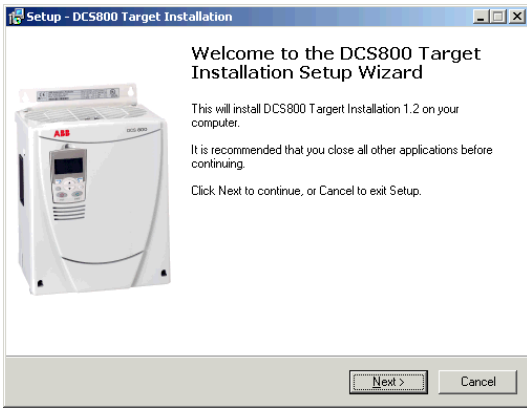 Setup - DCS800 Target Installation
Welcome to the DCS800 Target
Installation Setup Wizard
This will install DCS800 Targert Installation 1.2 on your
computer.
It is recommended that you close all other applications before
continuing.
Click Next to continue, or Cancel to exit Setup.
ABB
DCS 800
Next >
Cancel